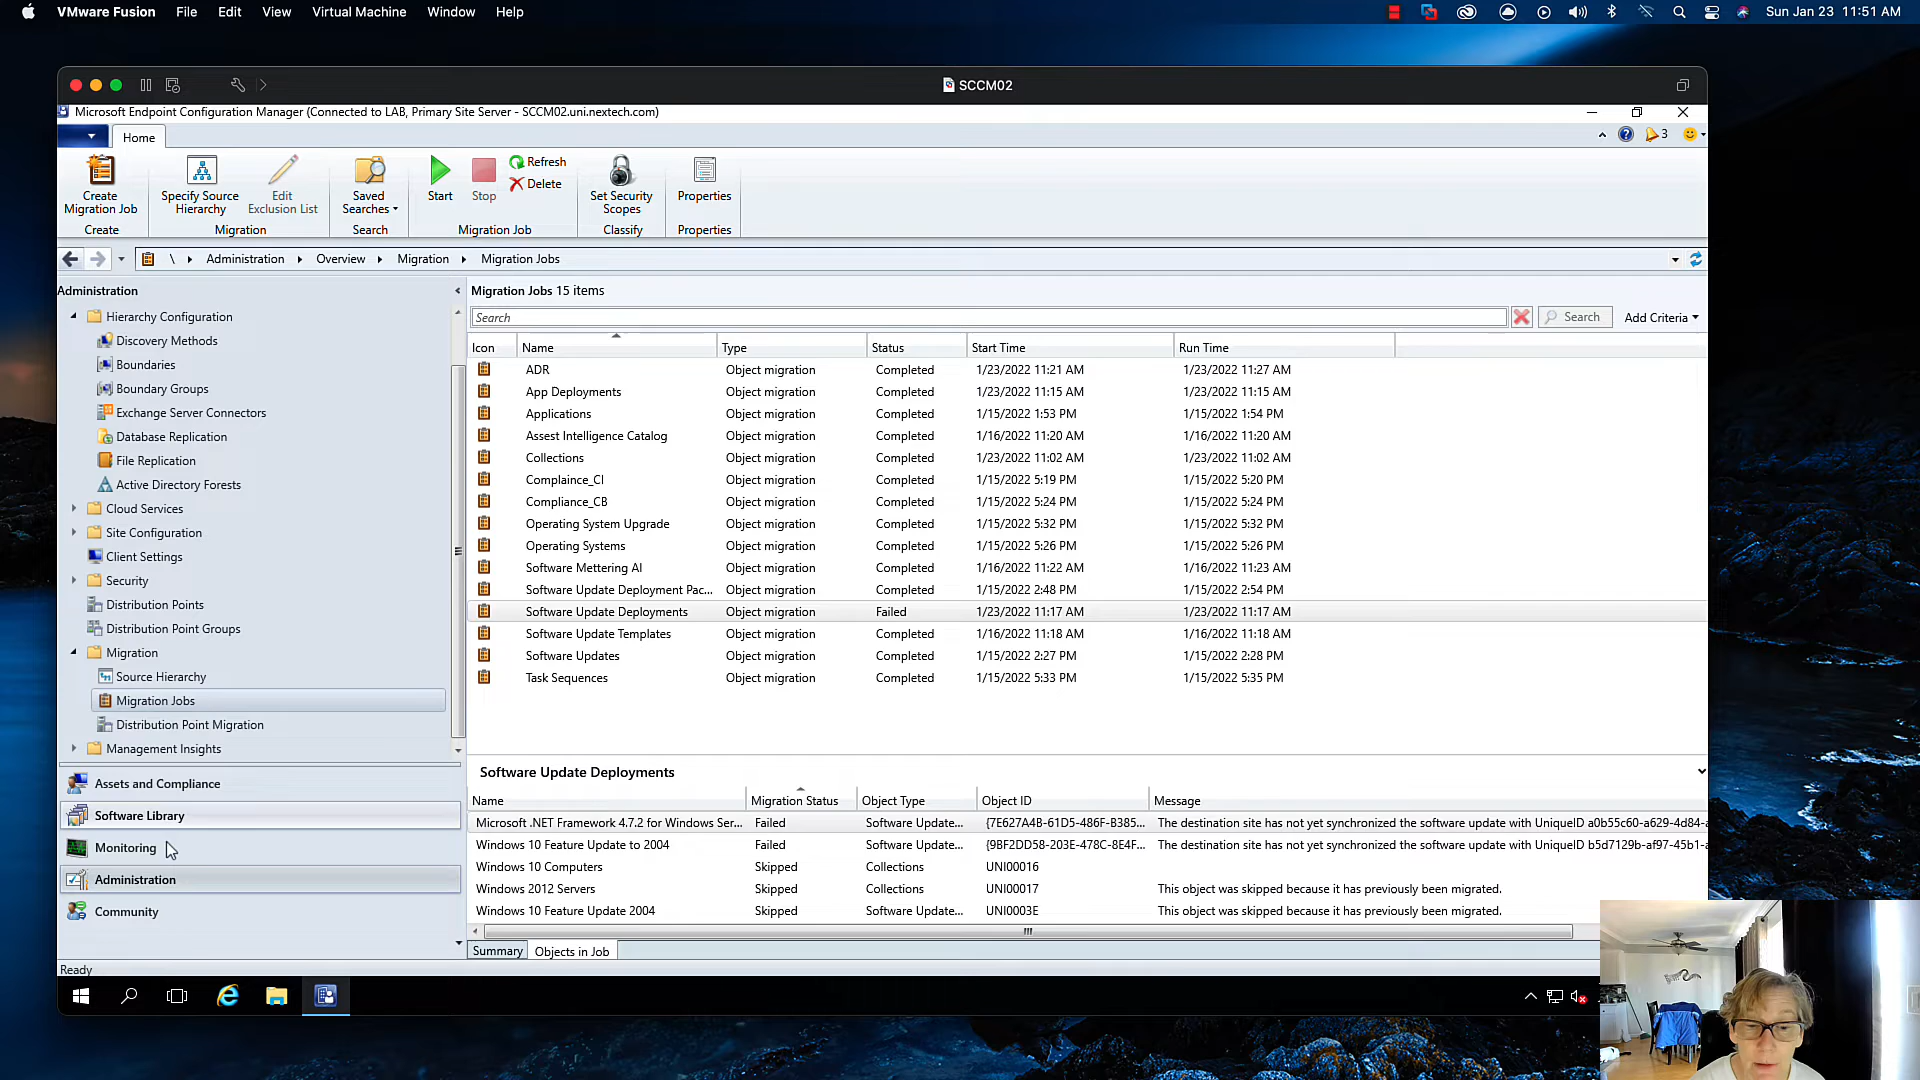 VMware Fusion File Edit View Virtual Machine Window Help Sun Jan 23 11:51 AM
SCCM02
Microsoft Endpoint Configuration Manager (Connected to LAB, Primary Site Server - SCCM02.uni.nextech.com)
Home 3
Create Migration Job
Specify Source Hierarchy
Edit Exclusion List
Saved Searches
Start
Stop
Refresh
Delete
Set Security Scopes
Properties
Create Migration Search Migration Job Classify Properties
\ Administration Overview Migration Migration Jobs
Administration
Hierarchy Configuration
Discovery Methods
Boundaries
Boundary Groups
Exchange Server Connectors
Database Replication
File Replication
Active Directory Forests
Cloud Services
Site Configuration
Client Settings
Security
Distribution Points
Distribution Point Groups
Migration
Source Hierarchy
Migration Jobs
Distribution Point Migration
Management Insights
Assets and Compliance
Software Library
Monitoring
Administration
Community
Migration Jobs 15 items
Search Search Add Criteria
Icon Name Type Status Start Time Run Time
ADR Object migration Completed 1/23/2022 11:21 AM 1/23/2022 11:27 AM
App Deployments Object migration Completed 1/23/2022 11:15 AM 1/23/2022 11:15 AM
Applications Object migration Completed 1/15/2022 1:53 PM 1/15/2022 1:54 PM
Assest Intelligence Catalog Object migration Completed 1/16/2022 11:20 AM 1/16/2022 11:20 AM
Collections Object migration Completed 1/23/2022 11:02 AM 1/23/2022 11:02 AM
Complaince_CI Object migration Completed 1/15/2022 5:19 PM 1/15/2022 5:20 PM
Compliance_CB Object migration Completed 1/15/2022 5:24 PM 1/15/2022 5:24 PM
Operating System Upgrade Object migration Completed 1/15/2022 5:32 PM 1/15/2022 5:32 PM
Operating Systems Object migration Completed 1/15/2022 5:26 PM 1/15/2022 5:26 PM
Software Mettering AI Object migration Completed 1/16/2022 11:22 AM 1/16/2022 11:23 AM
Software Update Deployment Pac... Object migration Completed 1/15/2022 2:48 PM 1/15/2022 2:54 PM
Software Update Deployments Object migration Failed 1/23/2022 11:17 AM 1/23/2022 11:17 AM
Software Update Templates Object migration Completed 1/16/2022 11:18 AM 1/16/2022 11:18 AM
Software Updates Object migration Completed 1/15/2022 2:27 PM 1/15/2022 2:28 PM
Task Sequences Object migration Completed 1/15/2022 5:33 PM 1/15/2022 5:35 PM
Software Update Deployments
Name Migration Status Object Type Object ID Message
Microsoft .NET Framework 4.7.2 for Windows Ser... Failed Software Update... {7E627A4B-61D5-486F-B385... The destination site has not yet synchronized the software update with UniqueID a0b55c60-a629-4d84-a
Windows 10 Feature Update to 2004 Failed Software Update... {9BF2DD58-203E-478C-8E4F... The destination site has not yet synchronized the software update with UniqueID b5d7129b-af97-45b1-a
Windows 10 Computers Skipped Collections UNI00016
Windows 2012 Servers Skipped Collections UNI00017 This object was skipped because it has previously been migrated.
Windows 10 Feature Update 2004 Skipped Software Update... UNI0003E This object was skipped because it has previously been migrated.
Summary Objects in Job
Ready